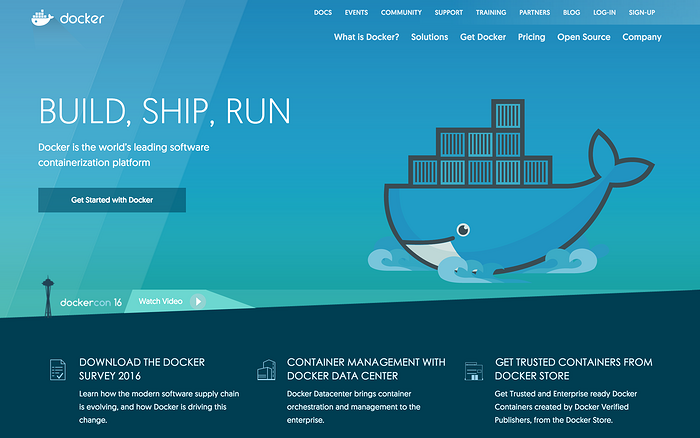 docker
DOCS EVENTS COMMUNITY SUPPORT TRAINING PARTNERS BLOG LOG-IN SIGN-UP
What is Docker? Solutions Get Docker Pricing Open Source Company
BUILD, SHIP, RUN
Docker is the world's leading software
containerization platform
Get Started with Docker
dockercon 16 Watch Video
DOWNLOAD THE DOCKER
SURVEY 2016
Learn how the modern software supply chain
is evolving, and how Docker is driving this
change.
CONTAINER MANAGEMENT WITH
DOCKER DATA CENTER
Docker Datacenter brings container
orchestration and management to the
enterprise.
GET TRUSTED CONTAINERS FROM
DOCKER STORE
Get Trusted and Enterprise ready Docker
Containers created by Docker Verified
Publishers, from the Docker Store.